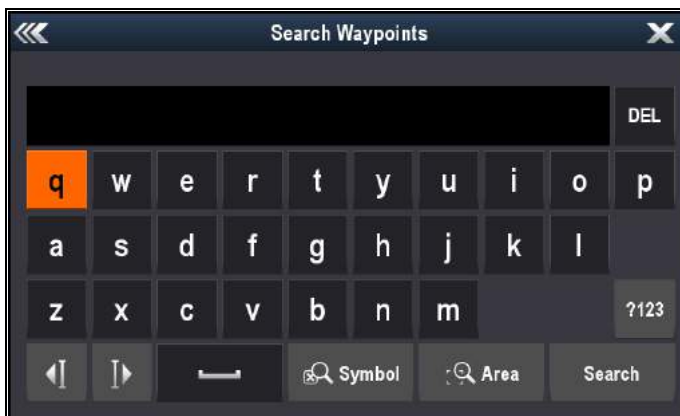 Search Waypoints
DEL
q w e r t y u i o p
a s d f g h j k l
z x c v b n m ?123
Symbol Area Search